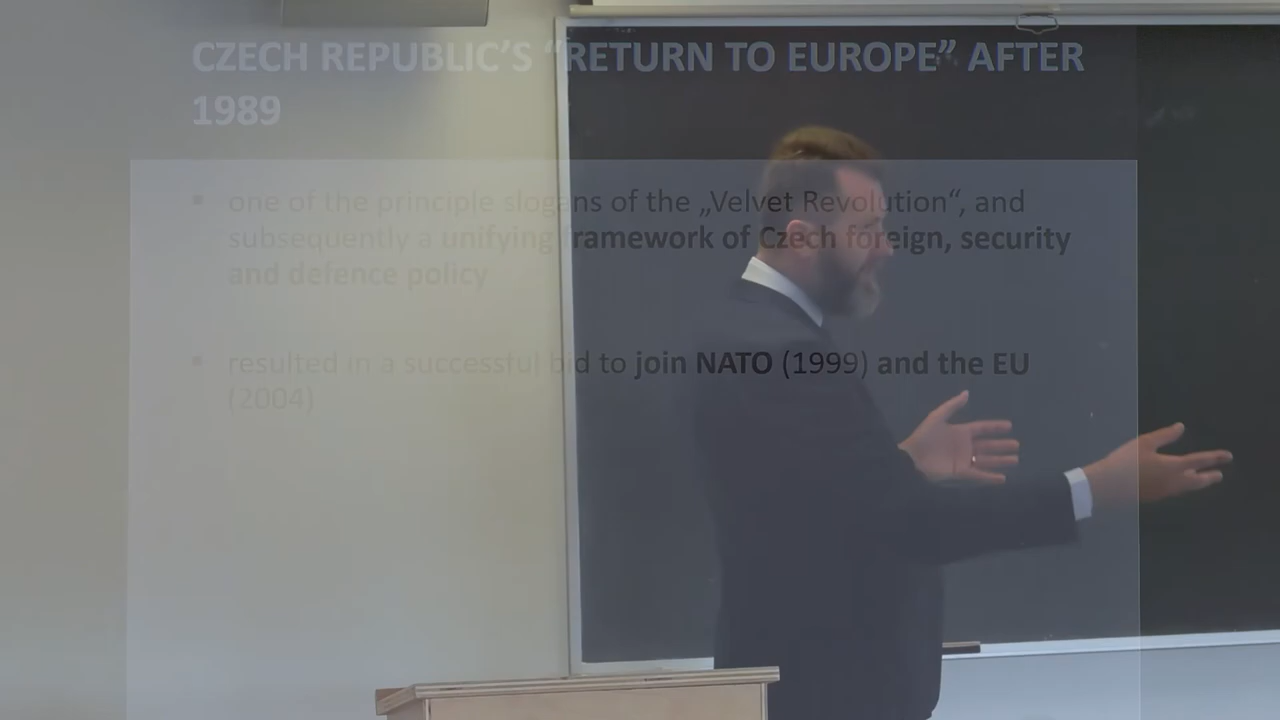 CZECH REPUBLIC'S “RETURN TO EUROPE” AFTER
1989
• one of the principle slogans of the „Velvet Revolution“, and
subsequently a unifying framework of Czech foreign, security
and defence policy
• resulted in a successful bid to join NATO (1999) and the EU
(2004)